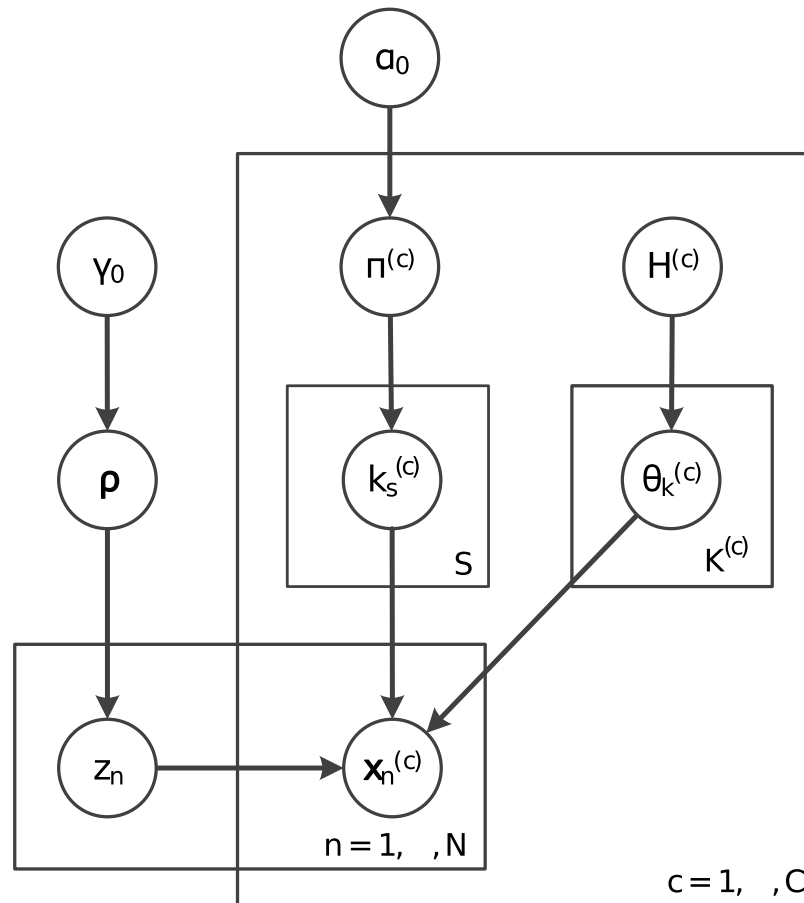 α₀
γ₀
π⁽ᶜ⁾
H⁽ᶜ⁾
ρ
kₛ⁽ᶜ⁾
θₖ⁽ᶜ⁾
S
K⁽ᶜ⁾
zₙ
xₙ⁽ᶜ⁾
n = 1, , N
c = 1, , C